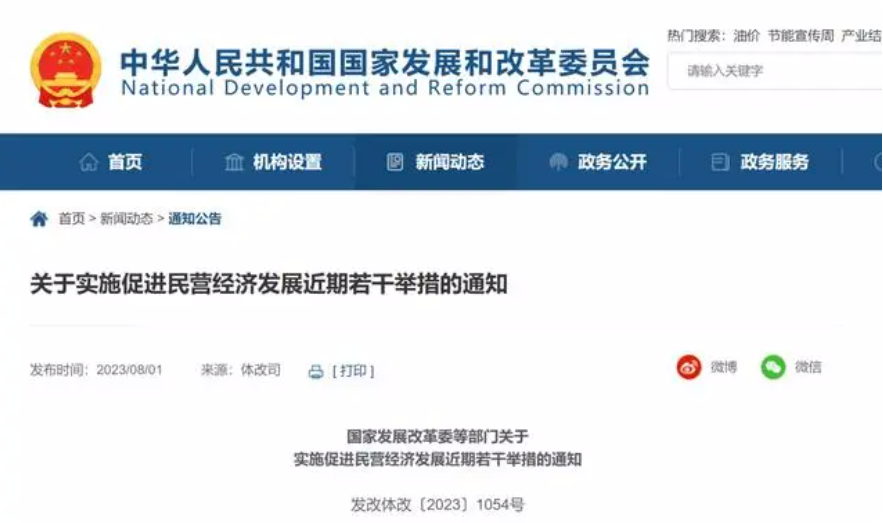 热门搜索：油价 节能宣传周 产业结
中华人民共和国国家发展和改革委员会
National Development and Reform Commission
请输入关键字
首页 机构设置 新闻动态 政务公开 政务服务
首页 > 新闻动态 > 通知公告
关于实施促进民营经济发展近期若干举措的通知
发布时间：2023/08/01 来源：体改司 [ 打印 ] 微博 微信
国家发展改革委等部门关于
实施促进民营经济发展近期若干举措的通知
发改体改〔2023〕1054号